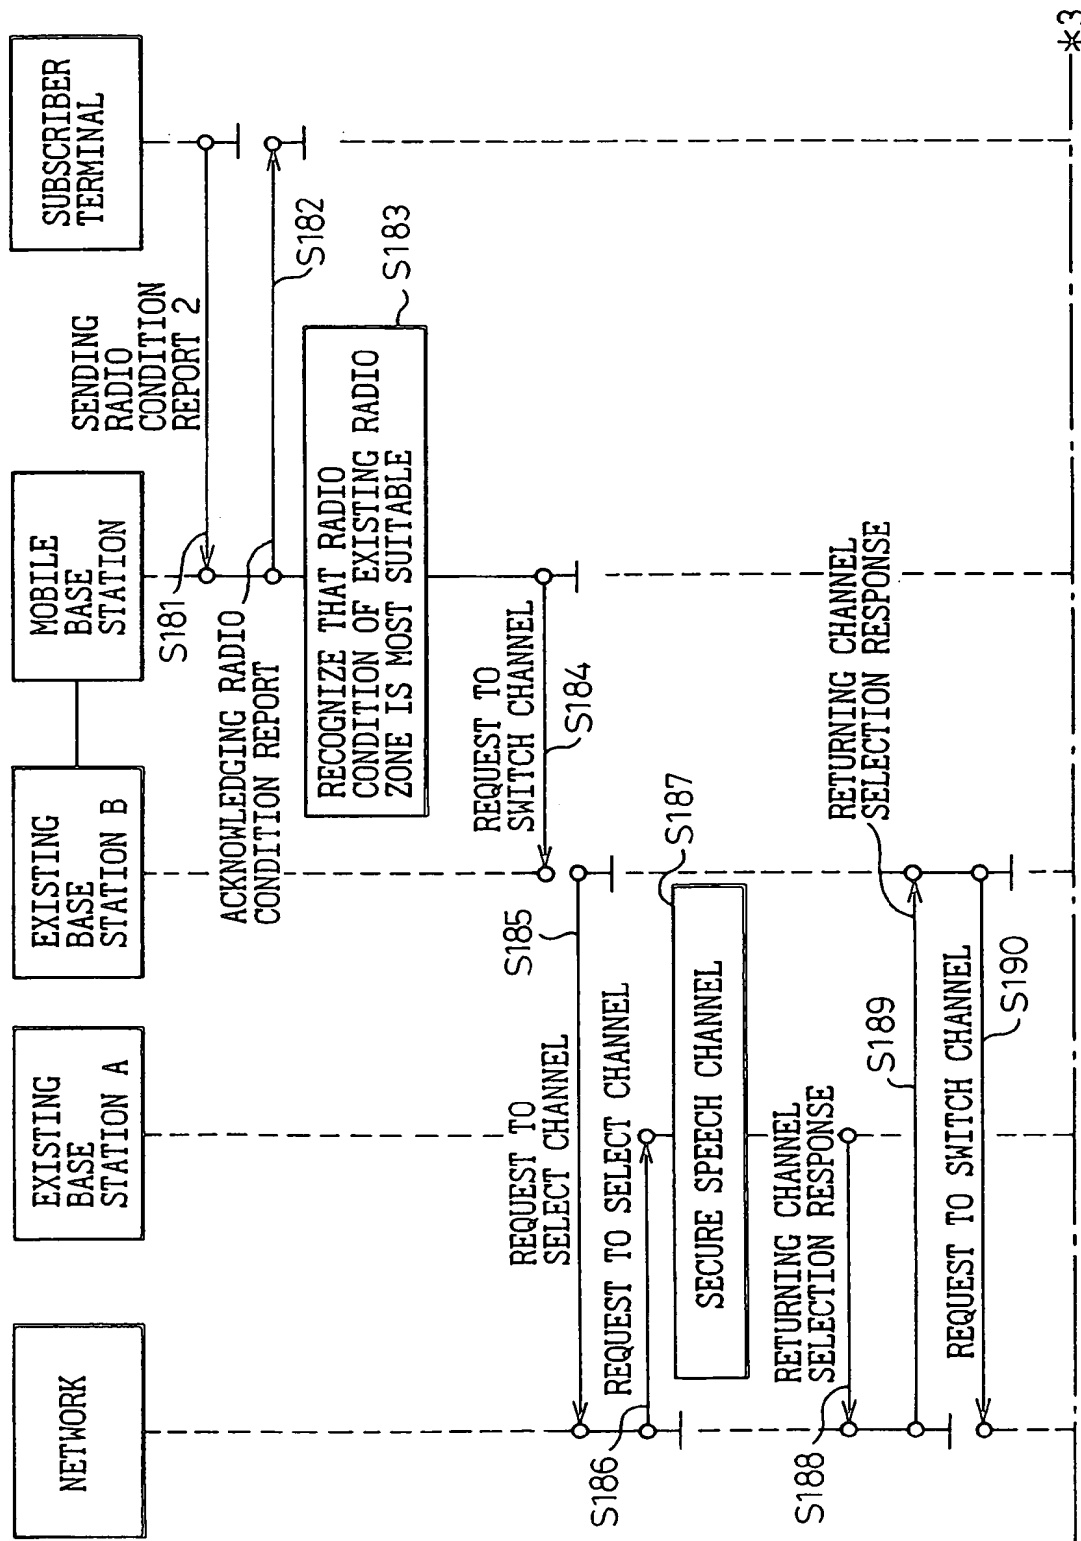 NETWORK
EXISTING
BASE
STATION A
EXISTING
BASE
STATION B
MOBILE
BASE
STATION
SUBSCRIBER
TERMINAL
SENDING
RADIO
CONDITION
REPORT 2
S181
ACKNOWLEDGING RADIO
CONDITION REPORT
S182
RECOGNIZE THAT RADIO
CONDITION OF EXISTING RADIO
ZONE IS MOST SUITABLE
S183
REQUEST TO
SWITCH CHANNEL
S184
REQUEST TO
SELECT CHANNEL
S185
REQUEST TO SELECT CHANNEL
S186
SECURE SPEECH CHANNEL
S187
RETURNING CHANNEL
SELECTION RESPONSE
S188
RETURNING CHANNEL
SELECTION RESPONSE
S189
REQUEST TO SWITCH CHANNEL
S190
*3